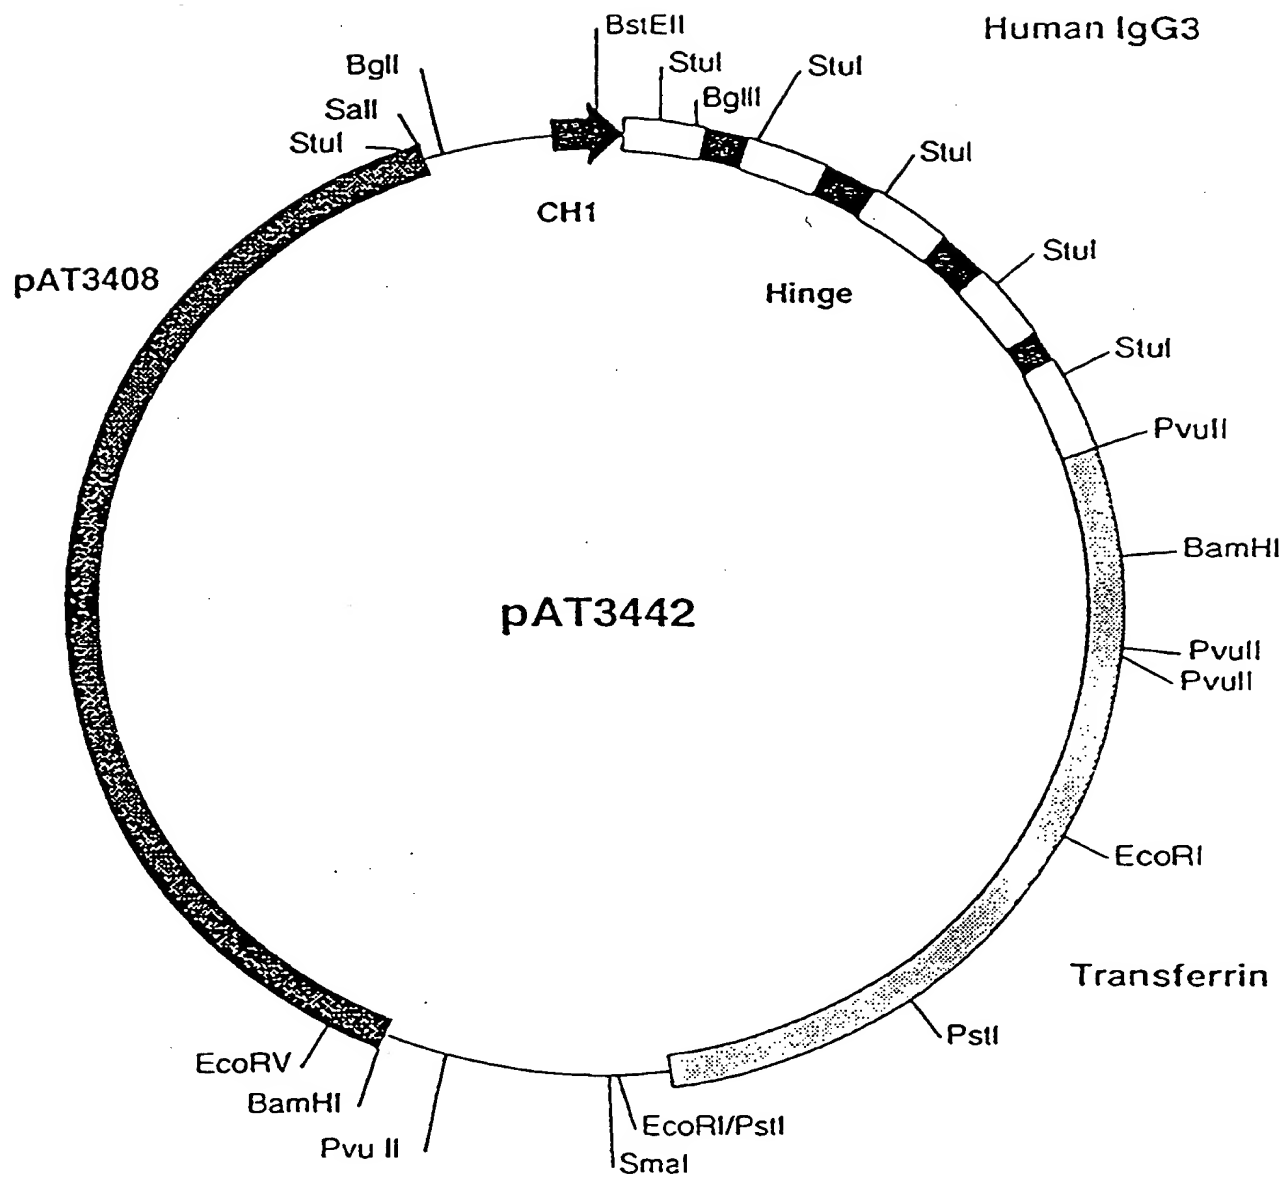 Human IgG3
BstEII
StuI
StuI
BglI
BglII
SalI
StuI
StuI
CH1
StuI
pAT3408
Hinge
StuI
PvuII
BamHI
pAT3442
PvuII
PvuII
EcoRI
Transferrin
PstI
EcoRV
BamHI
EcoRI/PstI
Pvu II
SmaI